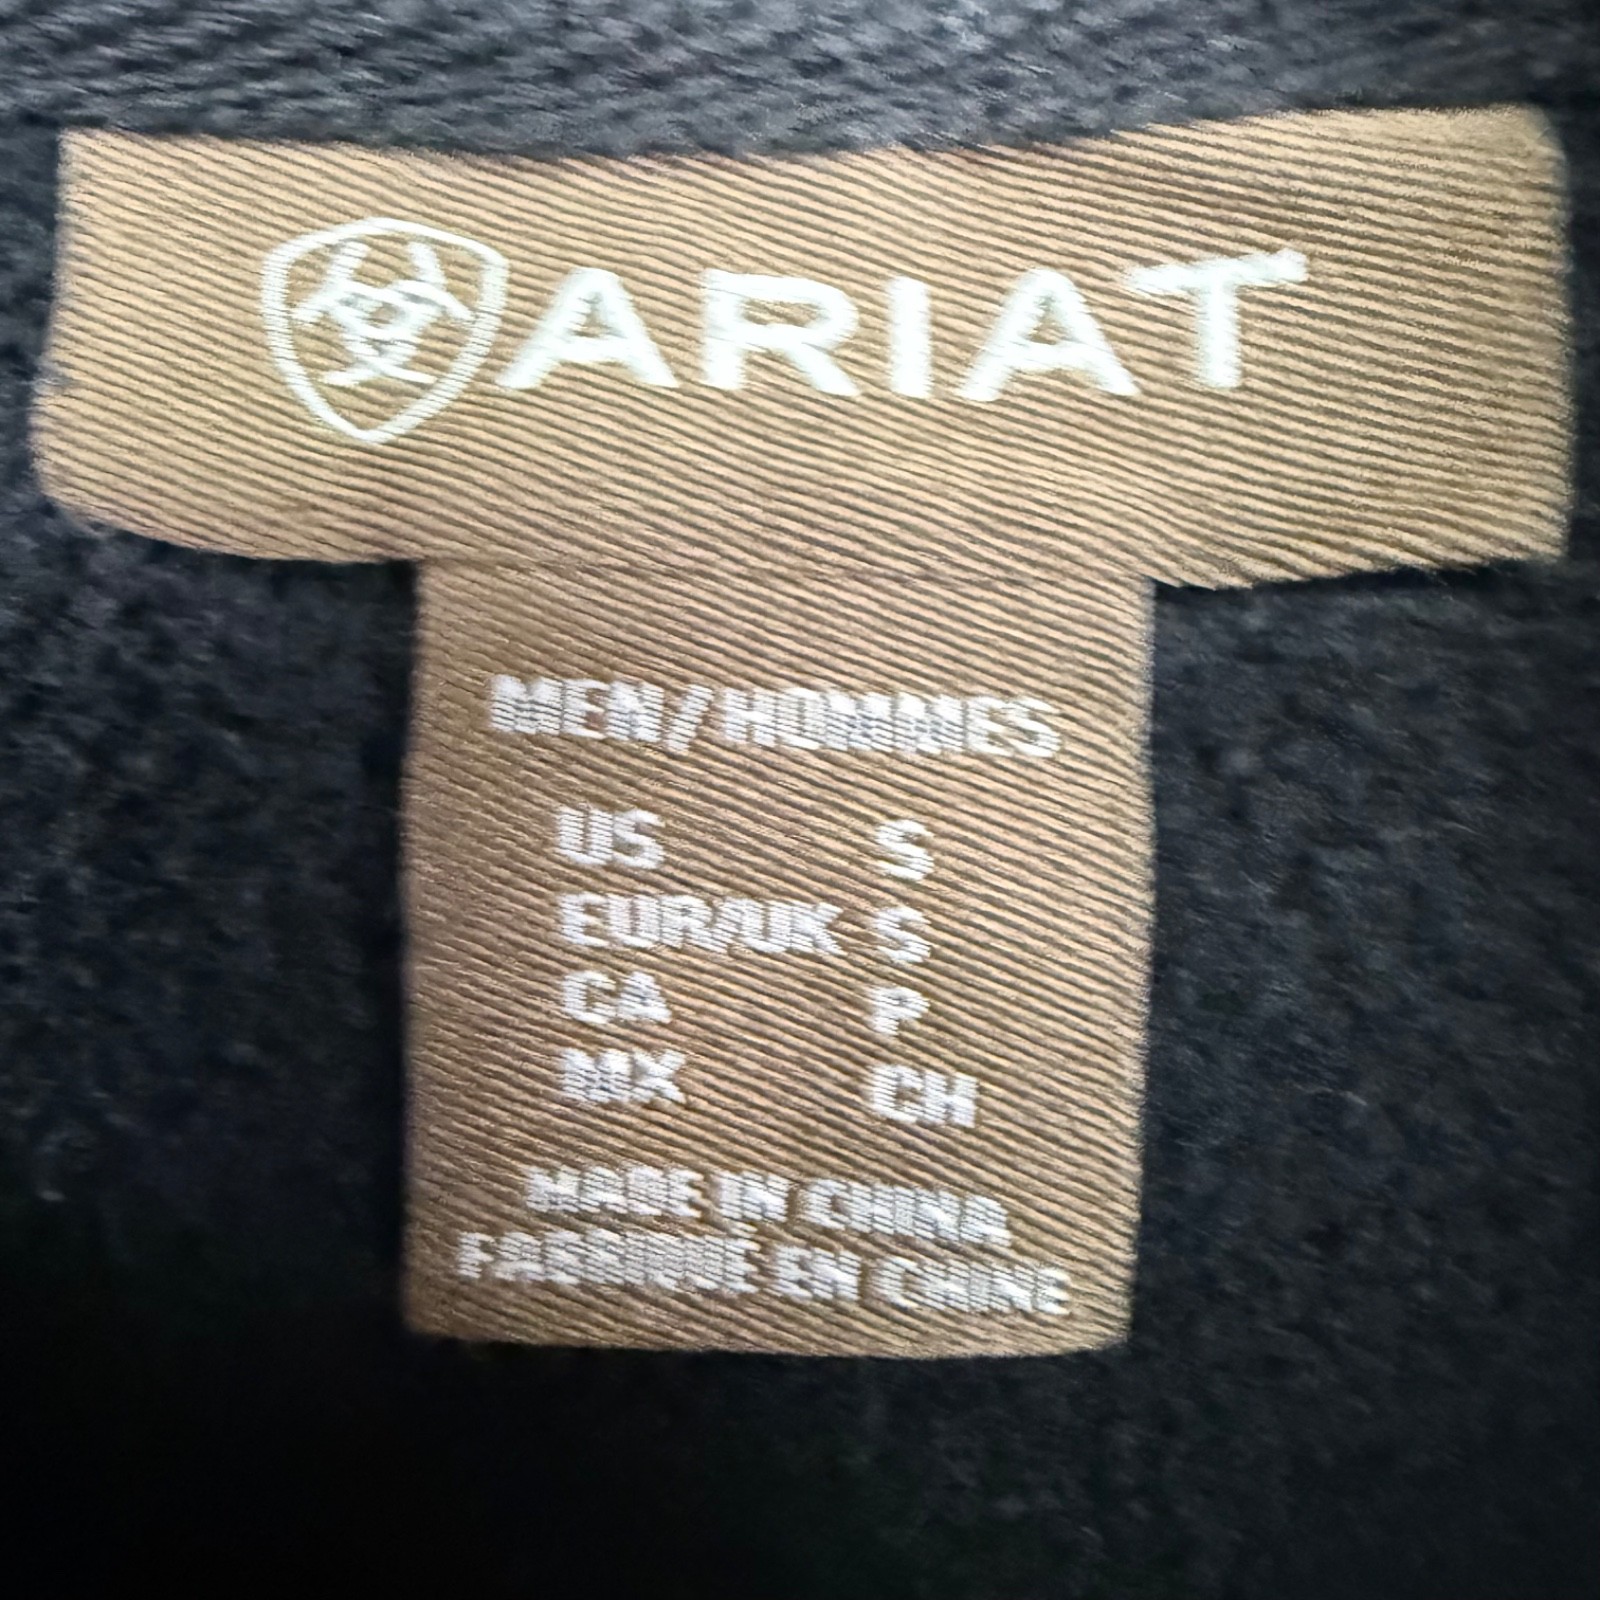 ARIAT
MEN/HOMMES
US S
EUR/UK S
CA P
MX CH
MADE IN CHINA
FABRIQUÉ EN CHINE